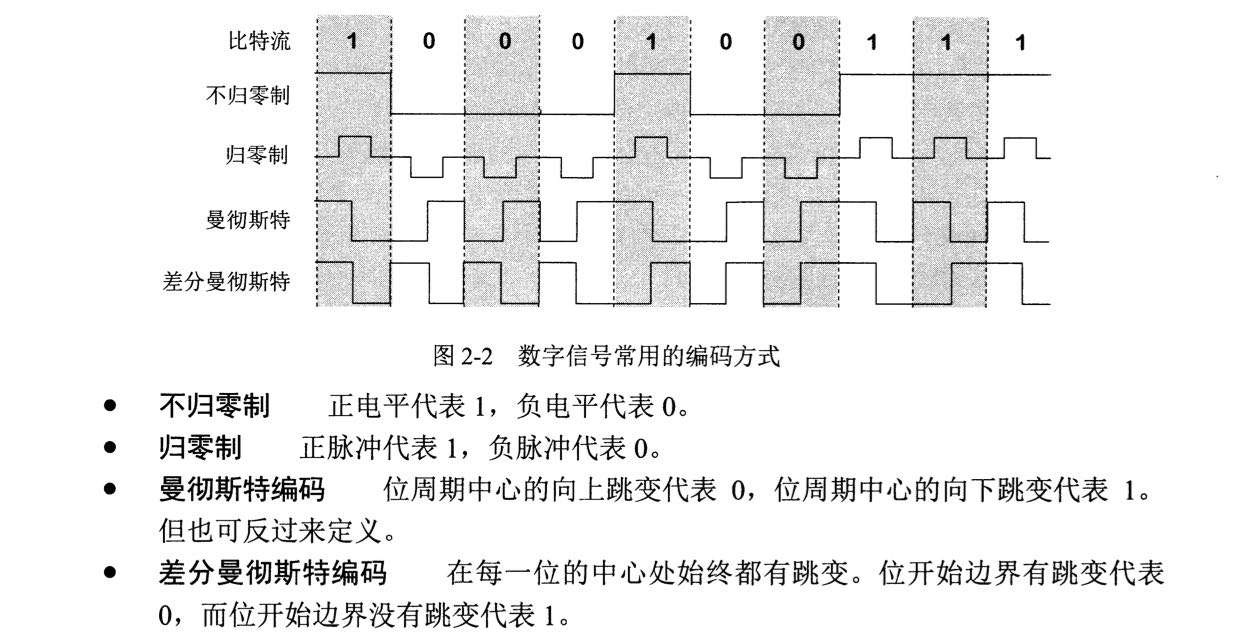 比特流 1 0 0 0 1 0 0 1 1 1
不归零制
归零制
曼彻斯特
差分曼彻斯特
图 2-2 数字信号常用的编码方式
● 不归零制 正电平代表 1，负电平代表 0。
● 归零制 正脉冲代表 1，负脉冲代表 0。
● 曼彻斯特编码 位周期中心的向上跳变代表 0，位周期中心的向下跳变代表 1。
但也可反过来定义。
● 差分曼彻斯特编码 在每一位的中心处始终都有跳变。位开始边界有跳变代表
0，而位开始边界没有跳变代表 1。